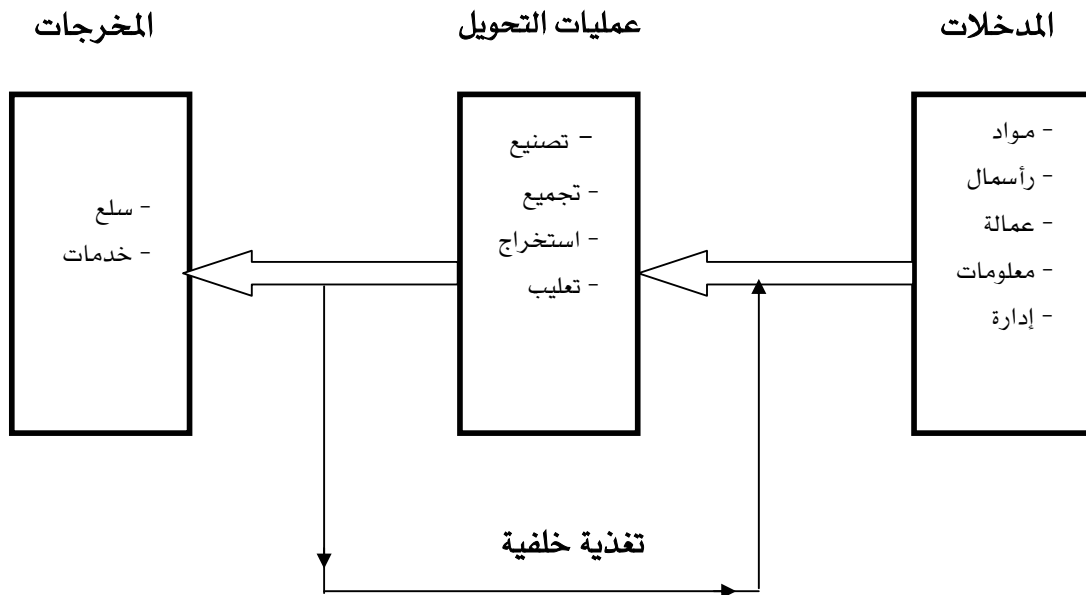 المدخلات
- مواد
- رأسمال
- عمالة
- معلومات
- إدارة
عمليات التحويل
- تصنيع
- تجميع
- استخراج
- تعليب
المخرجات
- سلع
- خدمات
تغذية خلفية